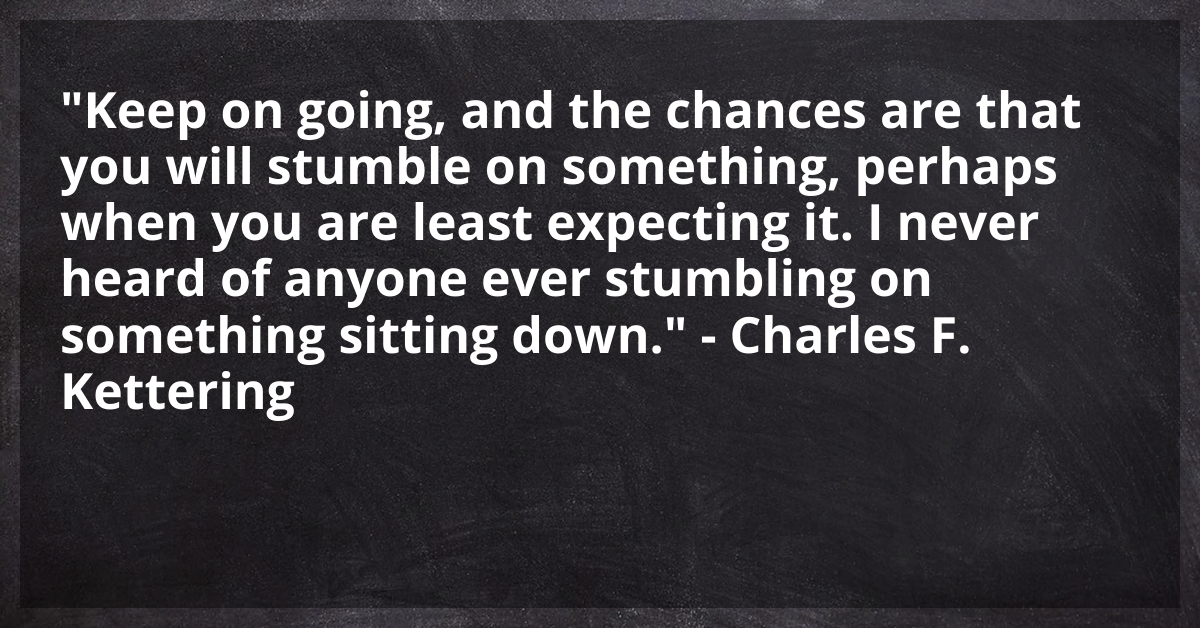 "Keep on going, and the chances are that
you will stumble on something, perhaps
when you are least expecting it. I never
heard of anyone ever stumbling on
something sitting down." - Charles F.
Kettering